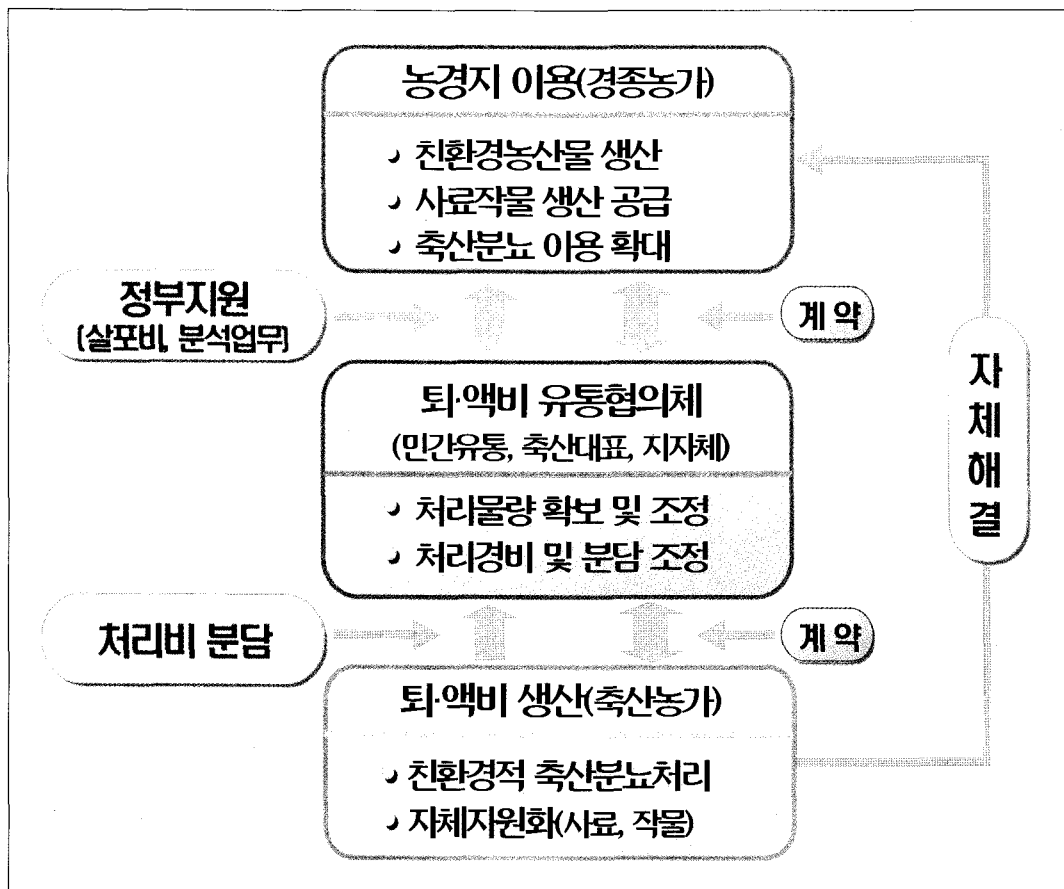 농경지 이용(경종농가)
친환경농산물 생산
사료작물 생산 공급
축산분뇨 이용 확대
정부지원
(살포비, 분석업무)
계약
퇴·액비 유통협의체
(민간유통, 축산대표, 지자체)
처리물량 확보 및 조정
처리경비 및 분담 조정
자체해결
처리비 분담
계약
퇴·액비 생산(축산농가)
친환경적 축산분뇨처리
자체자원화(사료, 작물)